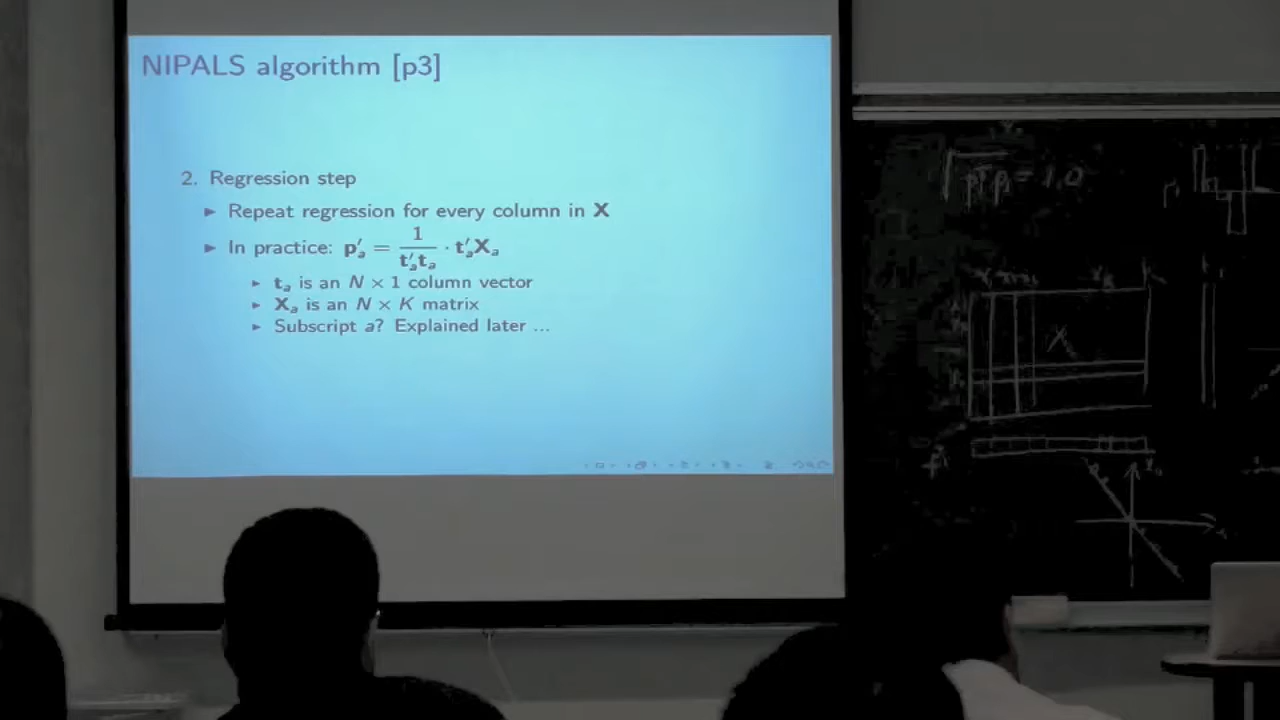 NIPALS algorithm [p3]
2. Regression step
► Repeat regression for every column in X
► In practice: p′ₐ = 1/(t′ₐtₐ) · t′ₐXₐ
► tₐ is an N × 1 column vector
► Xₐ is an N × K matrix
► Subscript a? Explained later ...
= 1.0
X